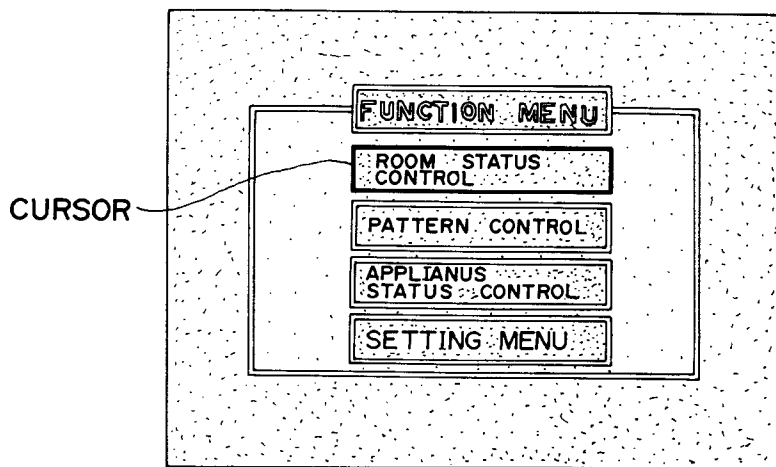 FUNCTION MENU
ROOM STATUS
CONTROL
CURSOR
PATTERN CONTROL
APPLIANUS
STATUS CONTROL
SETTING MENU